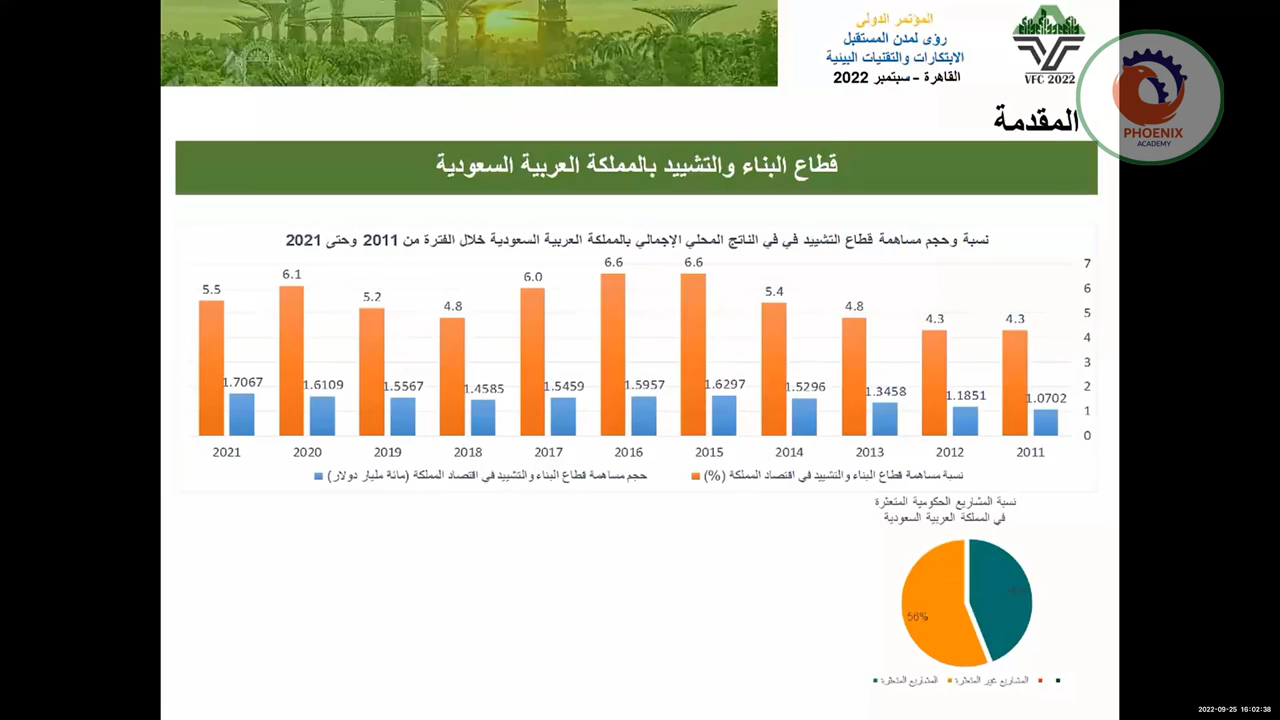 المؤتمر الدولى
رؤى لمدن المستقبل
الابتكارات والتقنيات البيئية
القاهرة - سبتمبر 2022
VFC 2022
PHOENIX
ACADEMY
المقدمة
قطاع البناء والتشييد بالمملكة العربية السعودية
نسبة وحجم مساهمة قطاع التشييد في في الناتج المحلي الإجمالي بالمملكة العربية السعودية خلال الفترة من 2011 وحتى 2021
7
6
5
4
3
2
1
0
4.3
4.3
4.8
5.4
6.6
6.6
6.0
4.8
5.2
6.1
5.5
1.0702
1.1851
1.3458
1.5296
1.6297
1.5957
1.5459
1.4585
1.5567
1.6109
1.7067
2011
2012
2013
2014
2015
2016
2017
2018
2019
2020
2021
نسبة مساهمة قطاع البناء والتشييد في اقتصاد المملكة (%)
حجم مساهمة قطاع البناء والتشييد في اقتصاد المملكة (مائة مليار دولار)
نسبة المشاريع الحكومية المتعثرة
في المملكة العربية السعودية
56%
المشاريع غير المتعثرة
المشاريع المتعثرة
2022-09-25 16:02:38